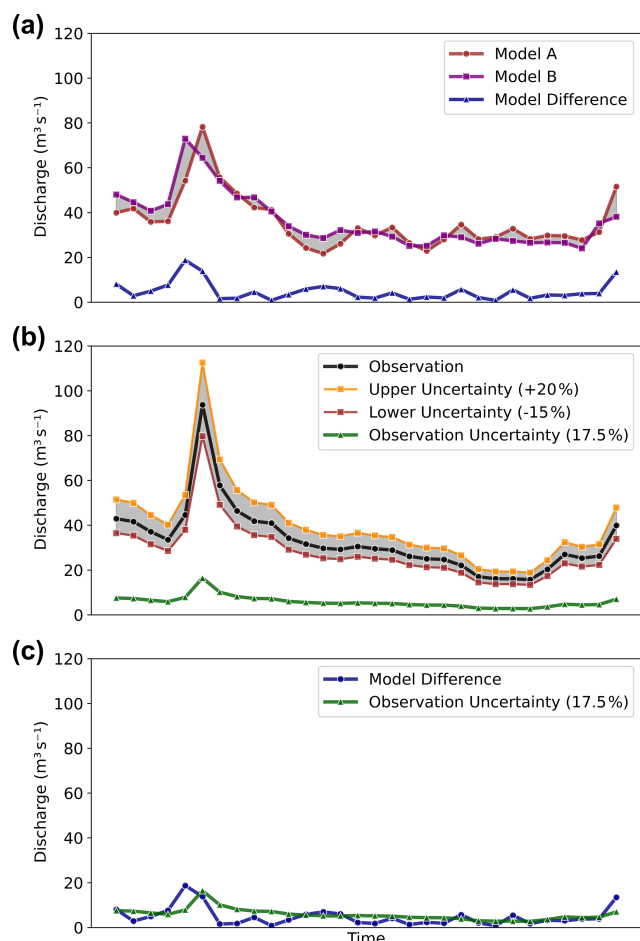 (a)
120
100
80
60
40
20
0
Discharge (m³ s⁻¹)
Model A
Model B
Model Difference
(b)
120
100
80
60
40
20
0
Discharge (m³ s⁻¹)
Observation
Upper Uncertainty (+20%)
Lower Uncertainty (-15%)
Observation Uncertainty (17.5%)
(c)
120
100
80
60
40
20
0
Discharge (m³ s⁻¹)
Model Difference
Observation Uncertainty (17.5%)
Time